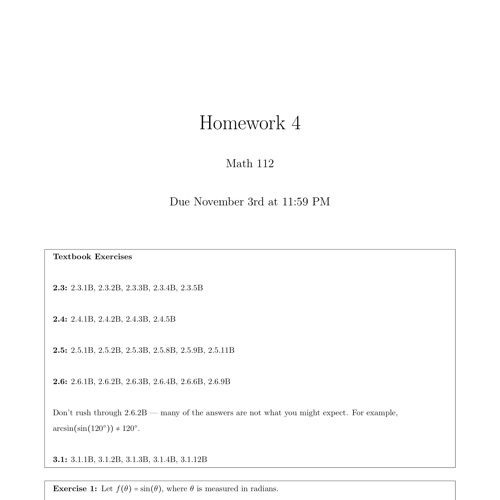 Homework 4
Math 112
Due November 3rd at 11:59 PM
Textbook Exercises
2.3: 2.3.1B, 2.3.2B, 2.3.3B, 2.3.4B, 2.3.5B
2.4: 2.4.1B, 2.4.2B, 2.4.3B, 2.4.5B
2.5: 2.5.1B, 2.5.2B, 2.5.3B, 2.5.8B, 2.5.9B, 2.5.11B
2.6: 2.6.1B, 2.6.2B, 2.6.3B, 2.6.4B, 2.6.6B, 2.6.9B
Don't rush through 2.6.2B — many of the answers are not what you might expect. For example,
arcsin(sin(120°)) ≠ 120°.
3.1: 3.1.1B, 3.1.2B, 3.1.3B, 3.1.4B, 3.1.12B
Exercise 1: Let f(θ) = sin(θ), where θ is measured in radians.